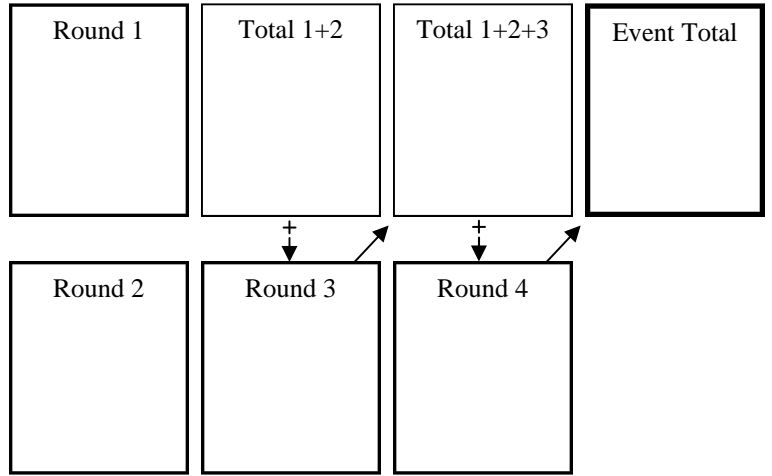 Round 1
Total 1+2
Total 1+2+3
Event Total
+
+
Round 2
Round 3
Round 4